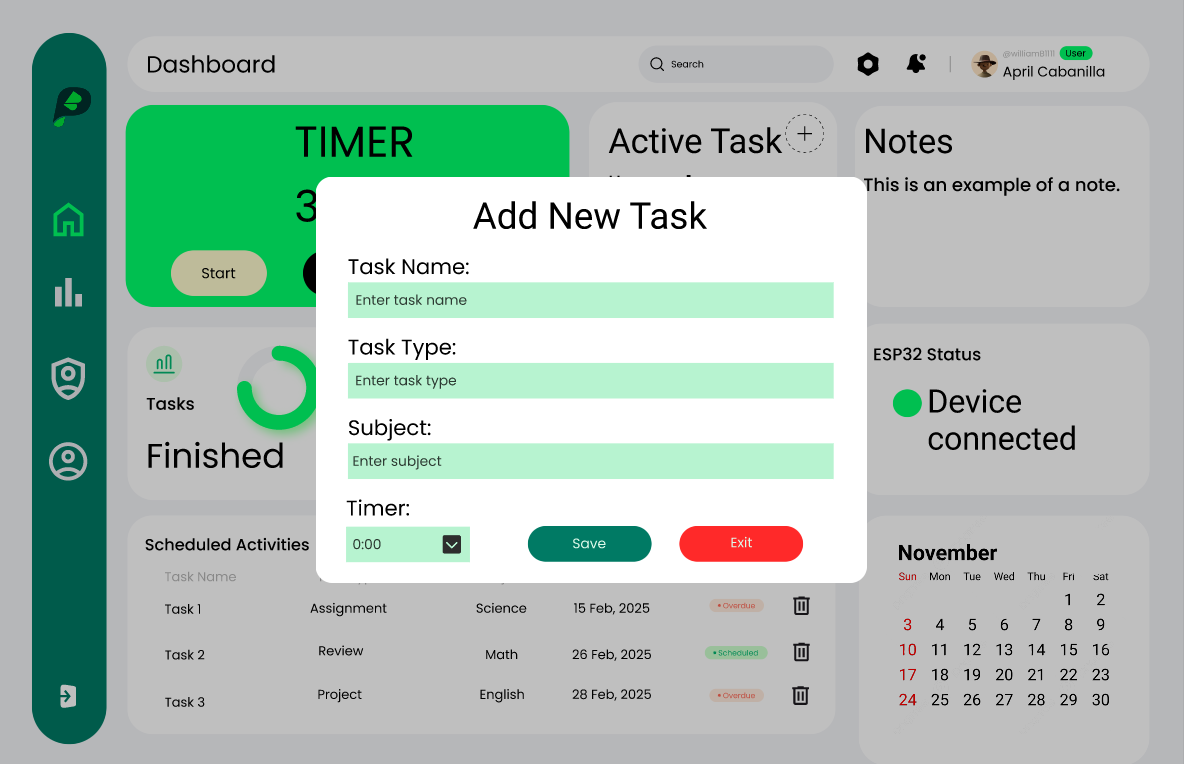 Dashboard
Search
@william81111 User
April Cabanilla
TIMER
3
Start
Active Task
Notes
This is an example of a note.
Add New Task
Task Name:
Enter task name
Task Type:
Enter task type
Subject:
Enter subject
Timer:
0:00
Save
Exit
Tasks
Finished
ESP32 Status
Device
connected
Scheduled Activities
Task Name
Task 1 Assignment Science 15 Feb, 2025 Overdue
Task 2 Review Math 26 Feb, 2025 Scheduled
Task 3 Project English 28 Feb, 2025 Overdue
November
Sun Mon Tue Wed Thu Fri Sat
1 2
3 4 5 6 7 8 9
10 11 12 13 14 15 16
17 18 19 20 21 22 23
24 25 26 27 28 29 30